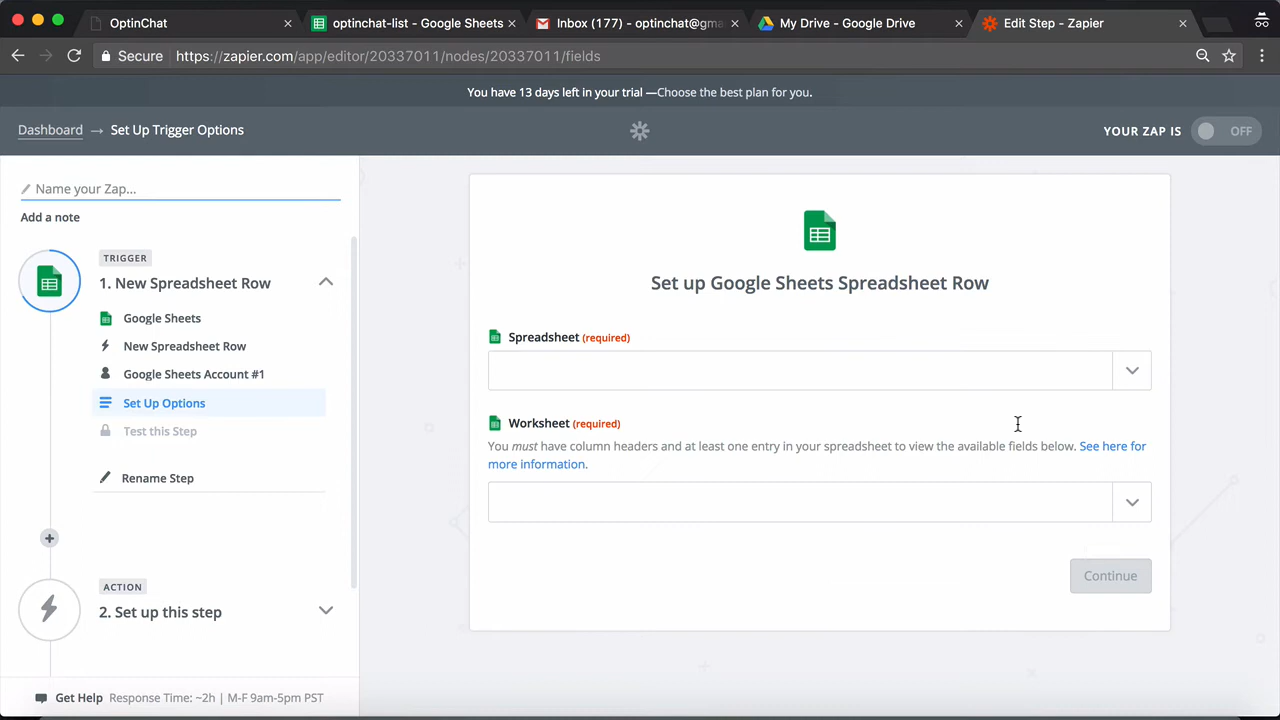 OptinChat
optinchat-list - Google Sheets
Inbox (177) - optinchat@gma
My Drive - Google Drive
Edit Step - Zapier
Secure https://zapier.com/app/editor/20337011/nodes/20337011/fields
You have 13 days left in your trial —Choose the best plan for you.
Dashboard → Set Up Trigger Options
YOUR ZAP IS OFF
Name your Zap...
Add a note
TRIGGER
1. New Spreadsheet Row
Google Sheets
New Spreadsheet Row
Google Sheets Account #1
Set Up Options
Test this Step
Rename Step
ACTION
2. Set up this step
Get Help Response Time: ~2h | M-F 9am-5pm PST
Set up Google Sheets Spreadsheet Row
Spreadsheet (required)
Worksheet (required)
You must have column headers and at least one entry in your spreadsheet to view the available fields below. See here for
more information.
Continue